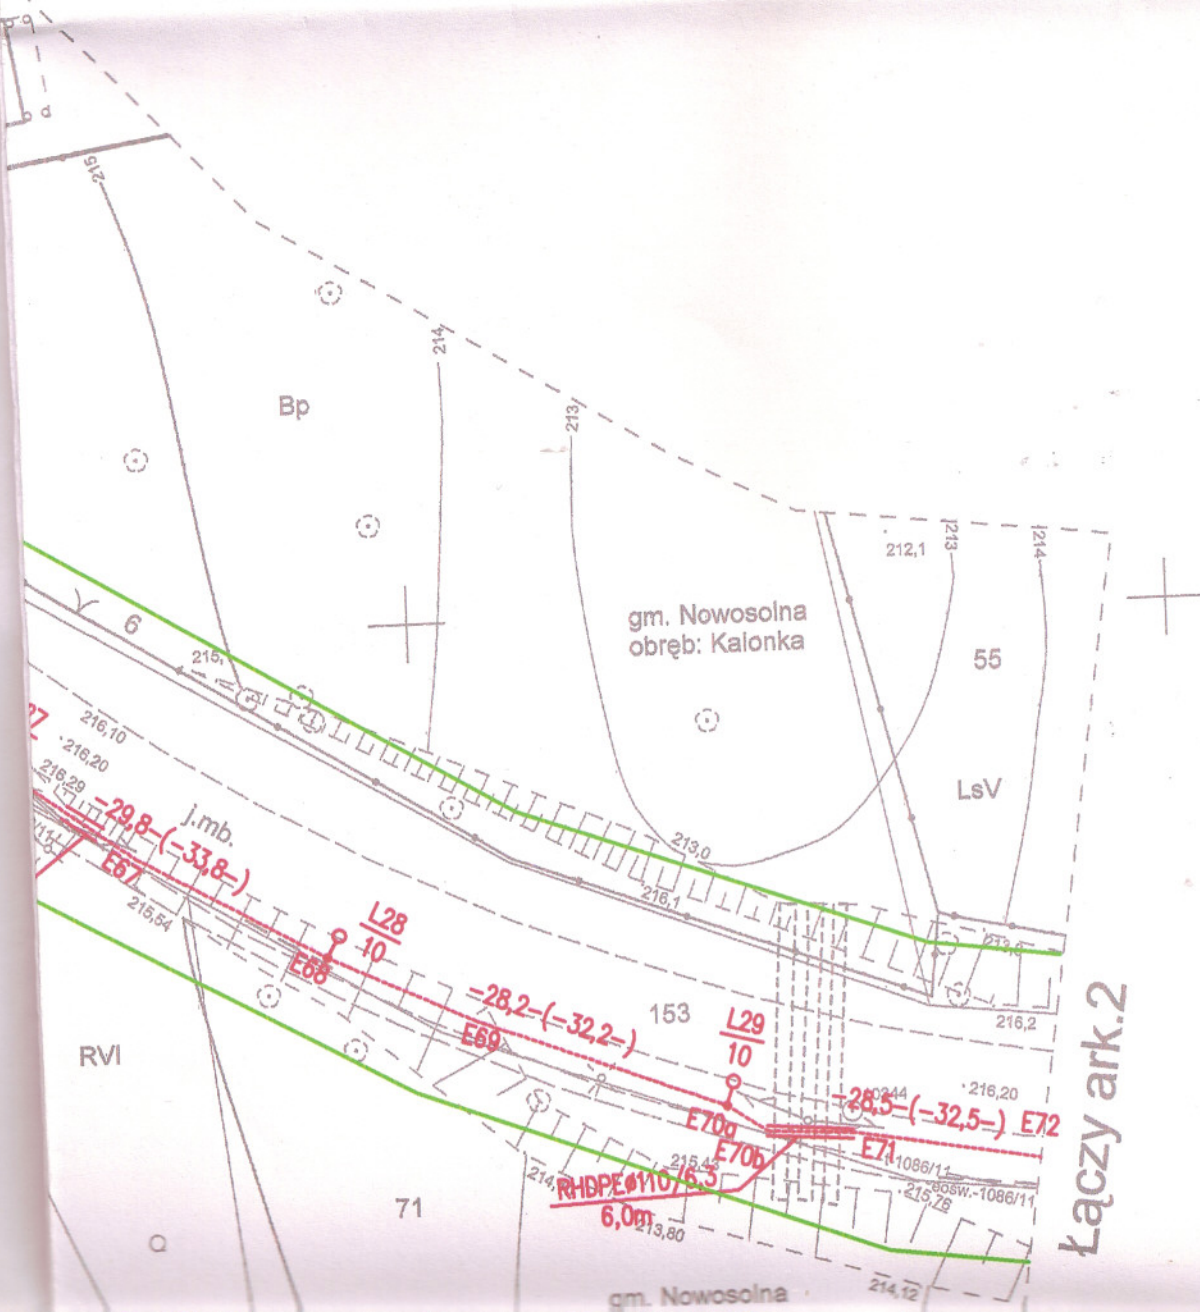 215
214
213
Bp
212,1
213
214
gm. Nowosolna
obręb: Kalonka
55
LsV
6
215,
216,10
216,20
216,29
j.mb.
-29,8-(-33,8-)
E67
215,54
213,0
216,1
L28
10
E68
-28,2-(-32,2-)
E69
153
L29
10
216,2
216,20
-28,5-(-32,5-)
E72
E70a
E70b
E71
1086/11
ośw.-1086/11
215,76
RHDPEø110/6,3
6,0m
213,80
214,12
RVI
71
gm. Nowosolna
Łączy ark.2